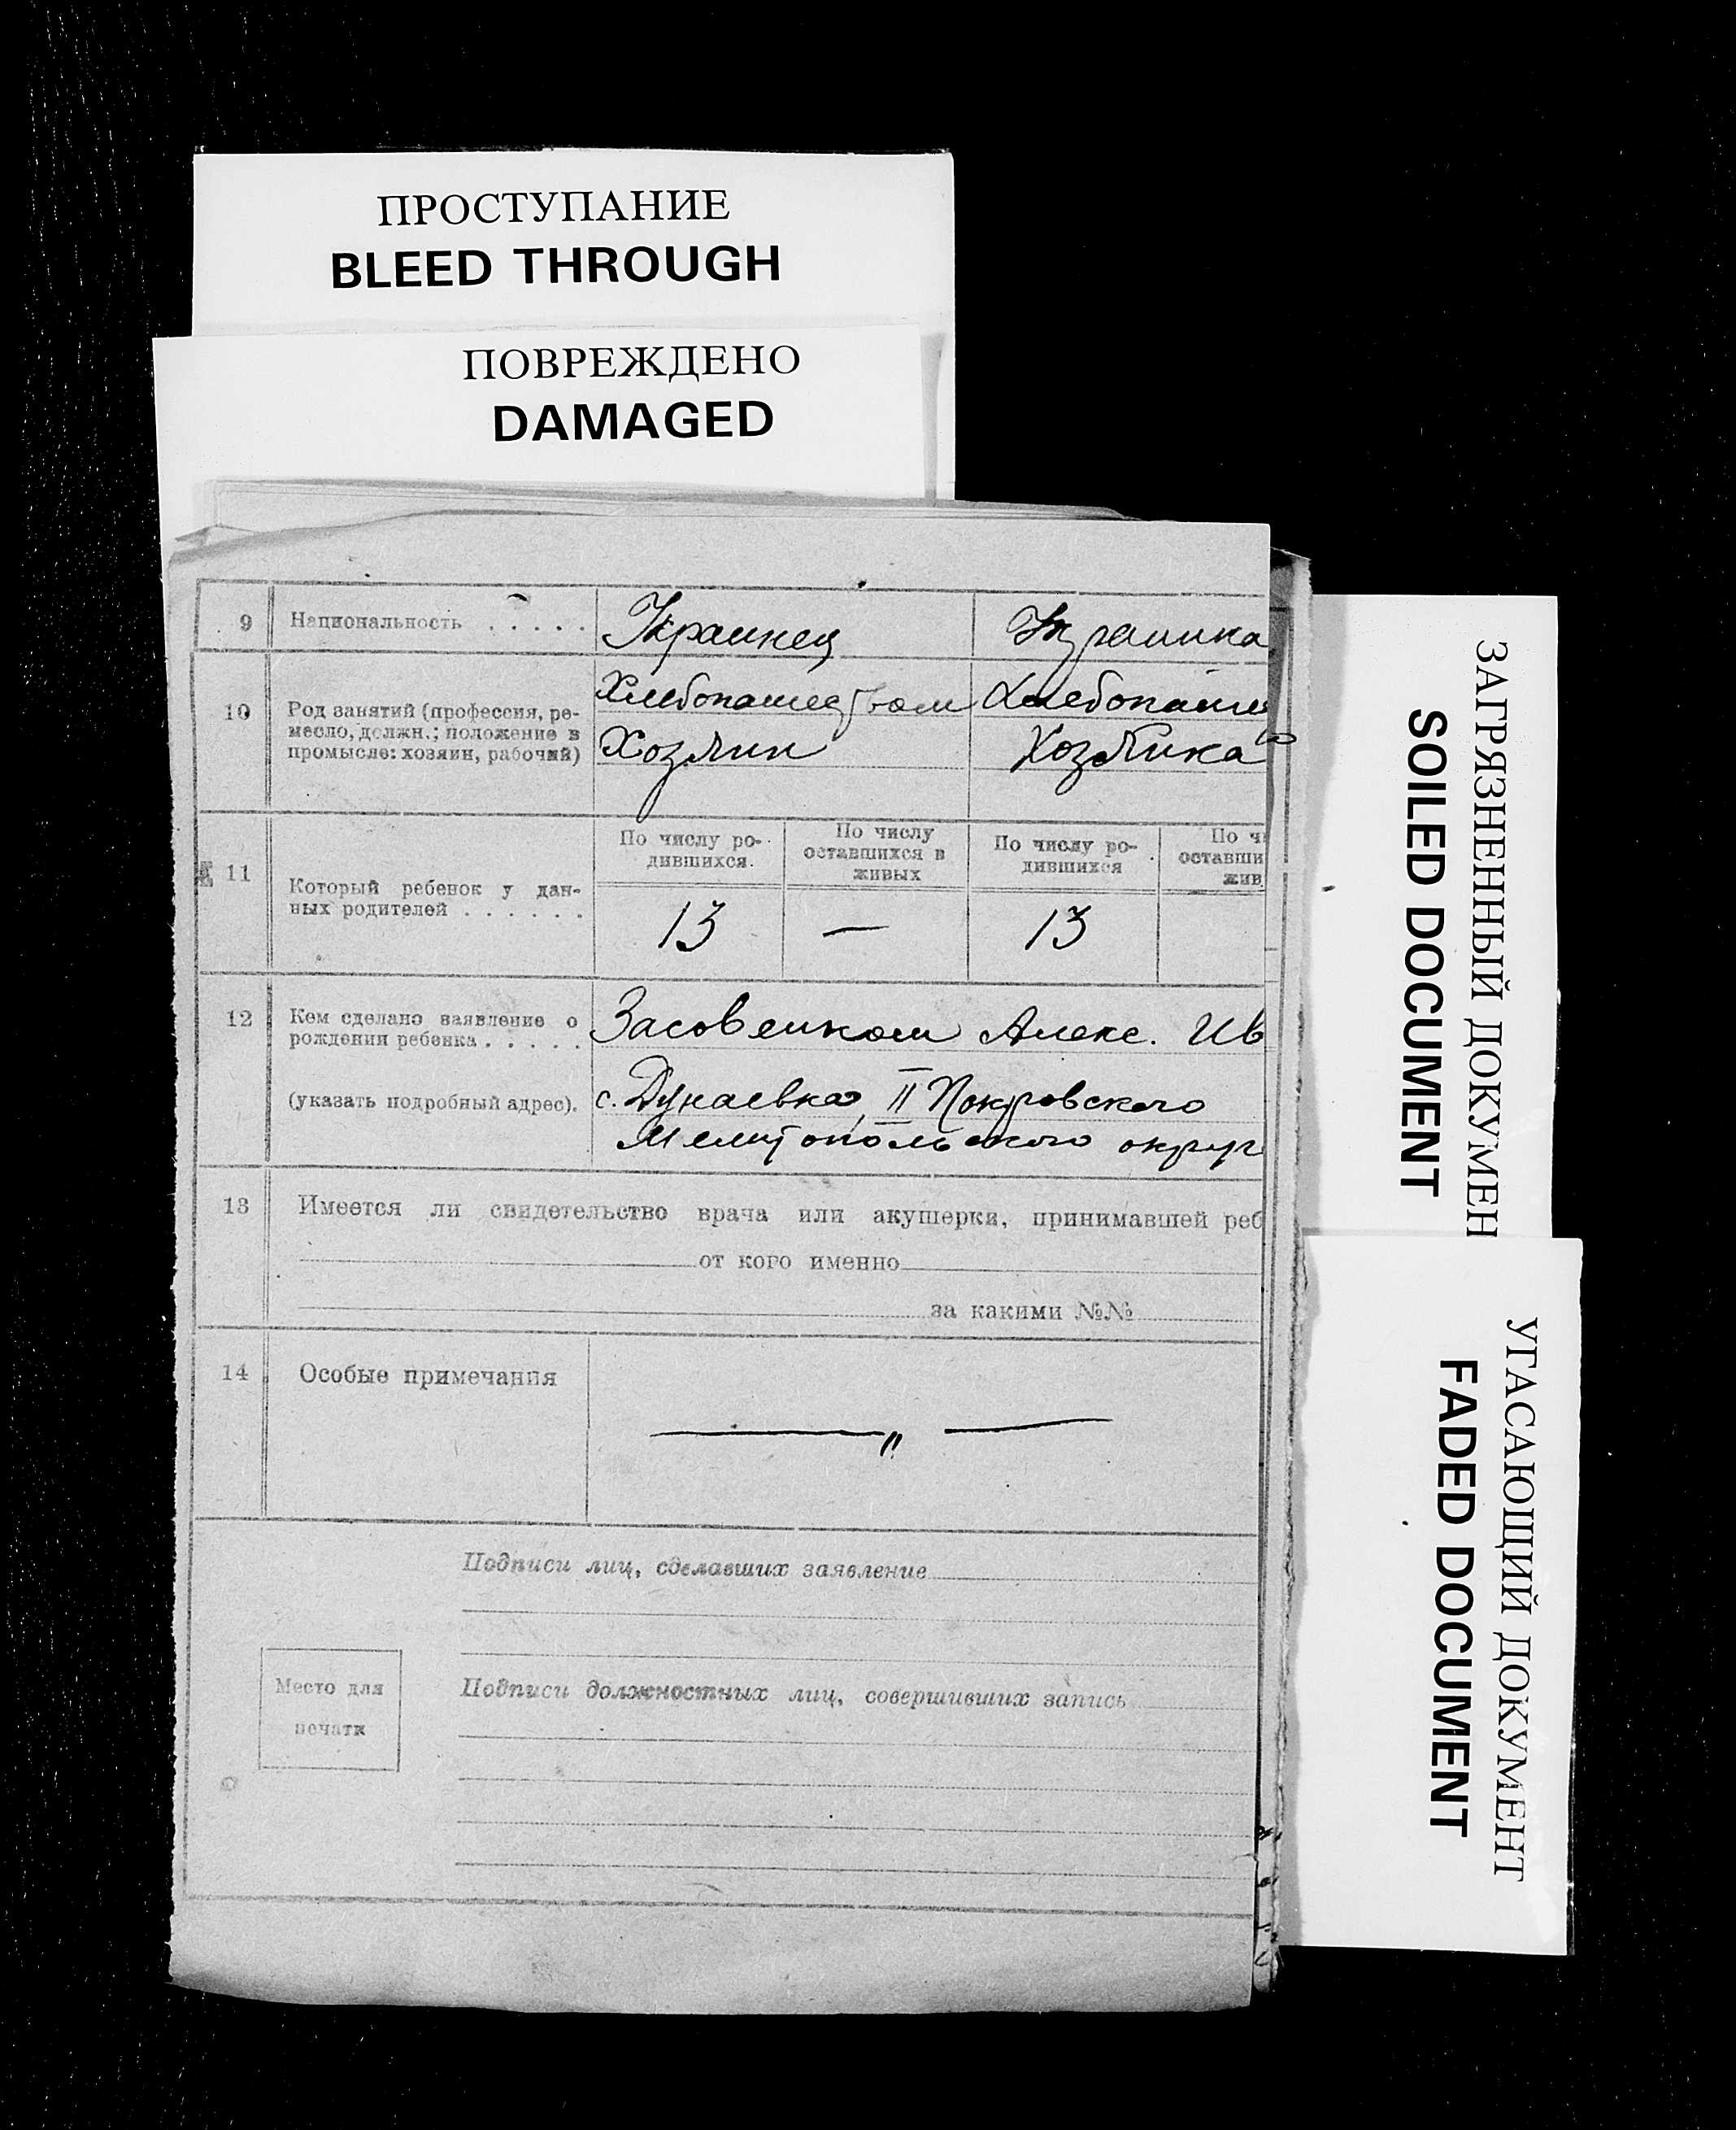 ПРОСТУПАНИЕ
BLEED THROUGH
ПОВРЕЖДЕНО
DAMAGED
9 Национальность . . . . . Украинец Украинка
10 Род занятий (профессия, ре-
месло, должн.; положение в
промысле: хозяин, рабочий)
Хлебопашеством Хлебопаше
Хозяин Хозяйка
11 Который ребенок у дан-
ных родителей . . . . . .
По числу ро-
дившихся.
По числу
оставшихся в
живых
По числу ро-
дившихся
По чи
оставши
жив
13 — 13
12 Кем сделано заявление о
рождении ребенка . . . . .
(указать подробный адрес).
Засовенком Алекс. Ив
с. Дунаевка, II Покровского
Мелитопольского округ
13 Имеется ли свидетельство врача или акушерки, принимавшей реб
от кого именно
за какими №№
14 Особые примечания
— „ —
Подписи лиц, сделавших заявление
Место для
печати
Подписи должностных лиц, совершивших запись
ЗАГРЯЗНЕННЫЙ ДОКУМЕН
SOILED DOCUMENT
УГАСАЮЩИЙ ДОКУМЕНТ
FADED DOCUMENT